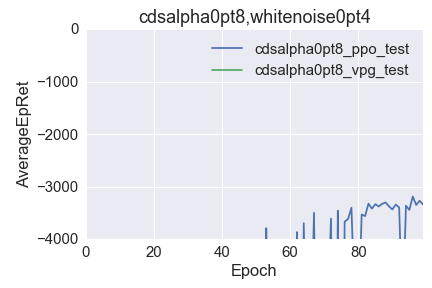 cdsalpha0pt8,whitenoise0pt4
0
−1000
−2000
−3000
−4000
AverageEpRet
cdsalpha0pt8_ppo_test
cdsalpha0pt8_vpg_test
0 20 40 60 80
Epoch